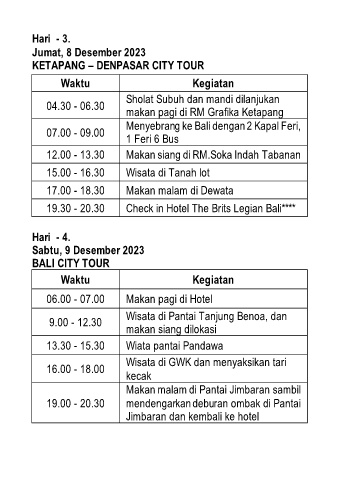 Hari - 3.
Jumat, 8 Desember 2023
KETAPANG – DENPASAR CITY TOUR
Waktu Kegiatan
04.30 - 06.30 Sholat Subuh dan mandi dilanjukan
makan pagi di RM Grafika Ketapang
07.00 - 09.00 Menyebrang ke Bali dengan 2 Kapal Feri,
1 Feri 6 Bus
12.00 - 13.30 Makan siang di RM.Soka Indah Tabanan
15.00 - 16.30 Wisata di Tanah lot
17.00 - 18.30 Makan malam di Dewata
19.30 - 20.30 Check in Hotel The Brits Legian Bali****
Hari - 4.
Sabtu, 9 Desember 2023
BALI CITY TOUR
Waktu Kegiatan
06.00 - 07.00 Makan pagi di Hotel
9.00 - 12.30 Wisata di Pantai Tanjung Benoa, dan
makan siang dilokasi
13.30 - 15.30 Wiata pantai Pandawa
16.00 - 18.00 Wisata di GWK dan menyaksikan tari
kecak
19.00 - 20.30 Makan malam di Pantai Jimbaran sambil
mendengarkan deburan ombak di Pantai
Jimbaran dan kembali ke hotel